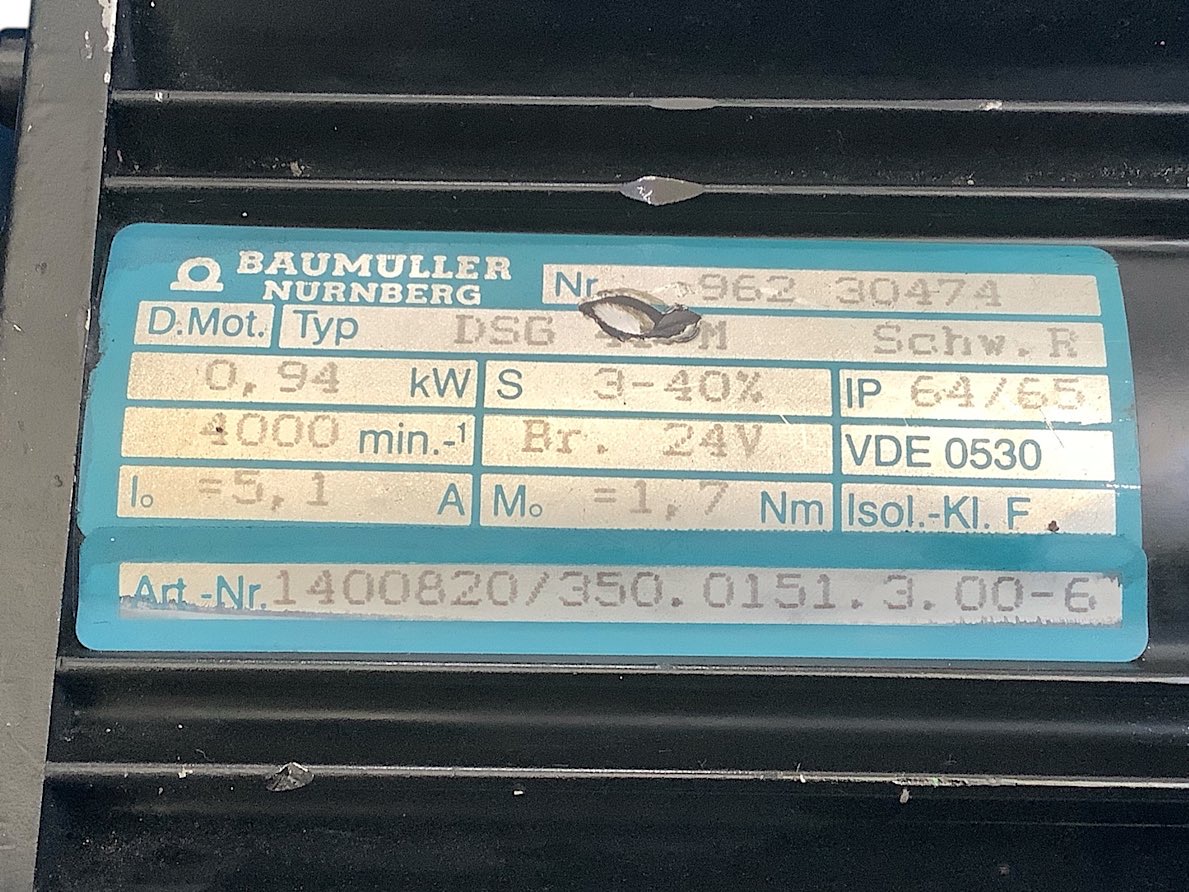 BAUMÜLLER
NÜRNBERG
Nr. 962 30474
D.Mot. Typ DSG M Schw.R
0,94 kW S 3-40% IP 64/65
4000 min.-¹ Br. 24V VDE 0530
I₀ =5,1 A M₀ =1,7 Nm Isol.-Kl. F
Art.-Nr. 1400820/350.0151.3.00-6